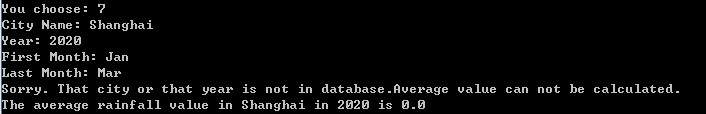 You choose: 7
City Name: Shanghai
Year: 2020
First Month: Jan
Last Month: Mar
Sorry. That city or that year is not in database.Average value can not be calculated.
The average rainfall value in Shanghai in 2020 is 0.0